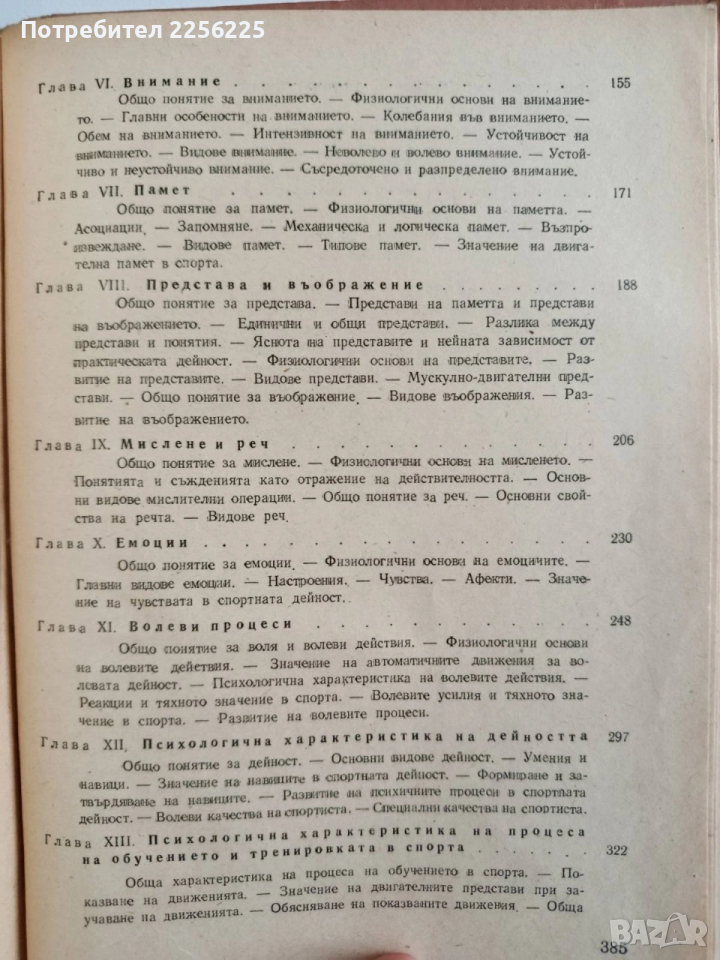 Потребител 2256225
Глава VI. Внимание . . . . . . . . . . . . . . 155
Общо понятие за вниманието. — Физиологични основи на внимание-
то. — Главни особености на вниманието. — Колебания във вниманието. —
Обем на вниманието. — Интензивност на вниманието. — Устойчивост на
вниманието. — Видове внимание. — Неволево и волево внимание. — Устой-
чиво и неустойчиво внимание. — Съсредоточено и разпределено внимание.
Глава VII. Памет . . . . . . . . . . . . . . 171
Общо понятие за памет. — Физиологични основи на паметта. —
Асоциации. — Запомняне. — Механическа и логическа памет. — Възпро-
извеждане. — Видове памет. — Типове памет. — Значение на двига-
телна памет в спорта.
Глава VIII. Представа и въображение . . . . . . . . 188
Общо понятие за представа. — Представи на паметта и представи
на въображението. — Единични и общи представи. — Разлика между
представи и понятия. — Яснота на представите и нейната зависимост от
практическата дейност. — Физиологични основи на представите. — Раз-
витие на представите. — Видове представи. — Мускулно-двигателни пред-
стави. — Общо понятие за въображение. — Видове въображения. — Раз-
витие на въображението.
Глава IX. Мислене и реч . . . . . . . . . . . . 206
Общо понятие за мислене. — Физиологични основи на мисленето. —
Понятията и съжденията като отражение на действителността. — Основ-
ни видове мислителни операции. — Общо понятие за реч. — Основни свой-
ства на речта. — Видове реч.
Глава X. Емоции . . . . . . . . . . . . . . 230
Общо понятие за емоции. — Физиологични основи на емоциите. —
Главни видове емоции. — Настроения. — Чувства. — Афекти. — Значе-
ние на чувствата в спортната дейност.
Глава XI. Волеви процеси . . . . . . . . . . . 248
Общо понятие за воля и волеви действия. — Физиологични основи
на волевите действия. — Значение на автоматичните движения за во-
левата дейност. — Психологична характеристика на волевите действия. —
Реакции и тяхното значение в спорта. — Волевите усилия и тяхното зна-
чение в спорта. — Развитие на волевите процеси.
Глава XII. Психологична характеристика на дейността 297
Общо понятие за дейност. — Основни видове дейност. — Умения и
навици. — Значение на навиците в спортната дейност. — Формиране и за-
твърдяване на навиците. — Развитие на психичните процеси в спортната
дейност. — Волеви качества на спортиста. — Специални качества на спортиста.
Глава XIII. Психологична характеристика на процеса
на обучението и тренировката в спорта . . . . . . . 322
Обща характеристика на процеса на обучението в спорта. — По-
казване на движенията. — Значение на двигателните представи при за-
учаване на движенията. — Обясняване на показваните движения. — Обща
385
BAZAR